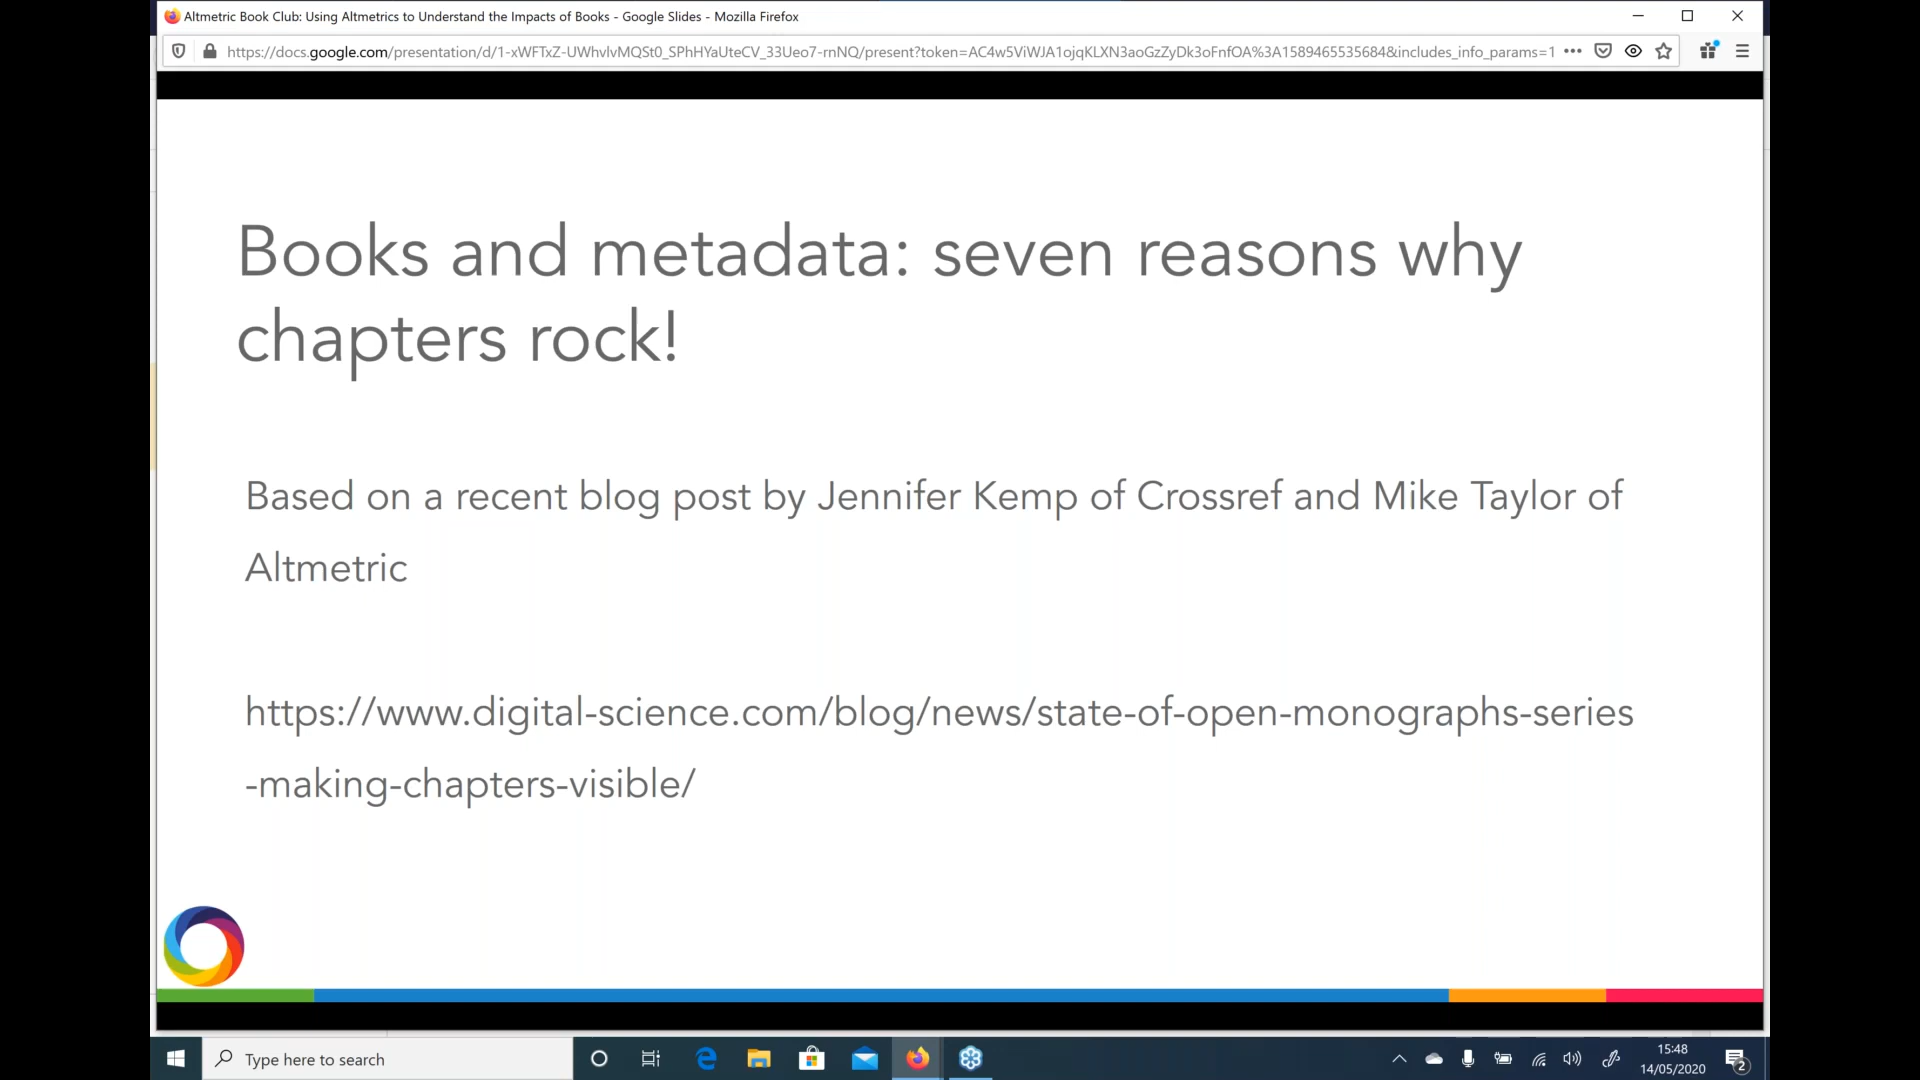 Altmetric Book Club: Using Altmetrics to Understand the Impacts of Books - Google Slides - Mozilla Firefox
https://docs.google.com/presentation/d/1-xWFTxZ-UWhvlvMQSt0_SPhHYaUteCV_33Ueo7-rnNQ/present?token=AC4w5ViWJA1ojqKLXN3aoGzZyDk3oFnfOA%3A1589465535684&includes_info_params=1
Books and metadata: seven reasons why
chapters rock!
Based on a recent blog post by Jennifer Kemp of Crossref and Mike Taylor of
Altmetric
https://www.digital-science.com/blog/news/state-of-open-monographs-series
-making-chapters-visible/
Type here to search
15:48
14/05/2020
2